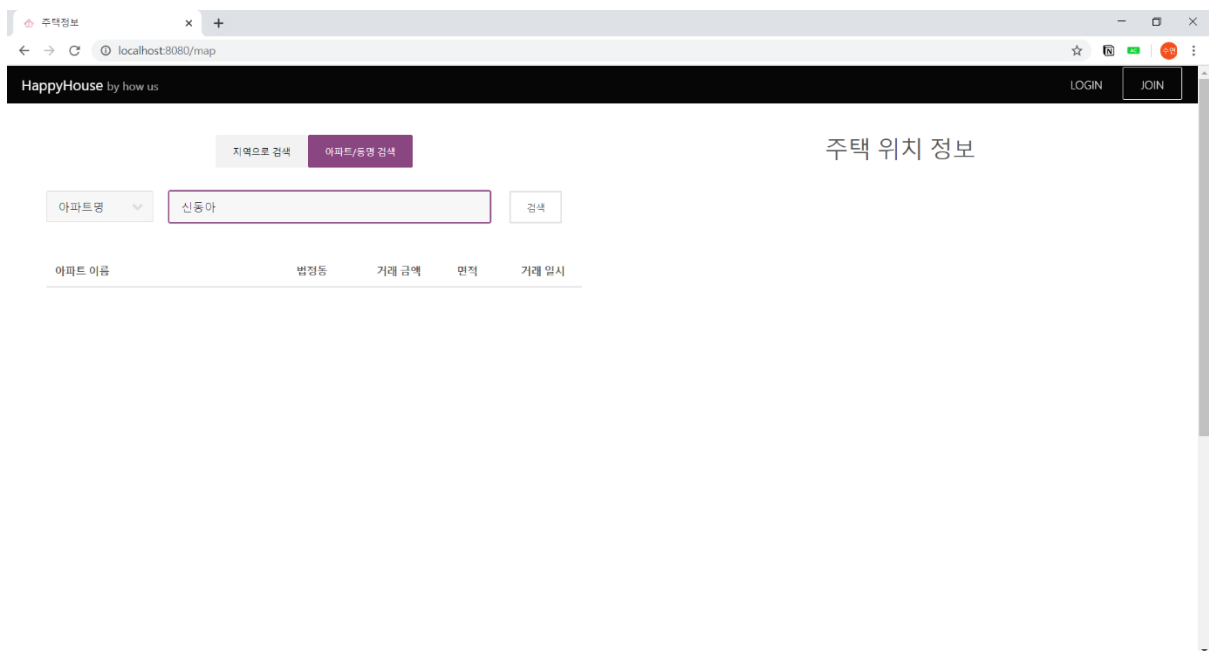 주택정보
localhost:8080/map
HappyHouse by how us LOGIN JOIN
지역으로 검색 아파트/동명 검색 주택 위치 정보
아파트명 신동아 검색
아파트 이름 법정동 거래 금액 면적 거래 일시